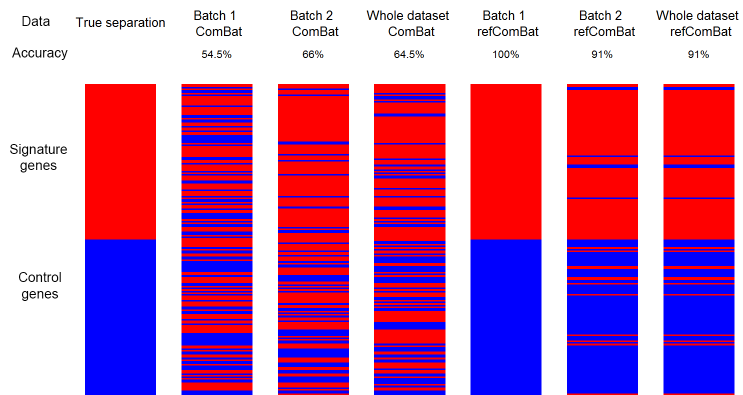 Data
True separation
Batch 1
ComBat
Batch 2
ComBat
Whole dataset
ComBat
Batch 1
refComBat
Batch 2
refComBat
Whole dataset
refComBat
Accuracy
54.5%
66%
64.5%
100%
91%
91%
Signature
genes
Control
genes